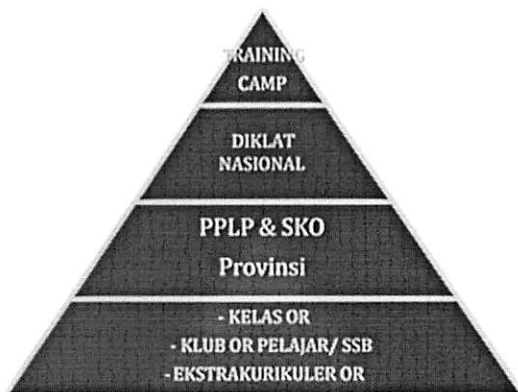 TRAINING
CAMP
DIKLAT
NASIONAL
PPLP & SKO
Provinsi
- KELAS OR
- KLUB OR PELAJAR/ SSB
- EKSTRAKURIKULER OR